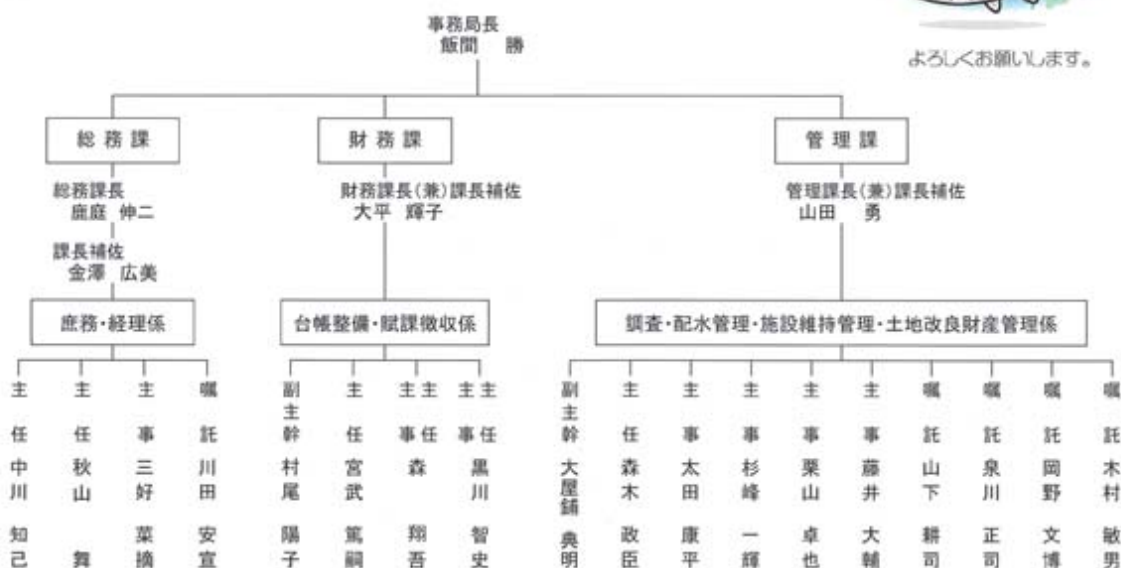 事務局長
飯間 勝
よろしくお願いします。
総務課
財務課
管理課
総務課長
鹿庭 伸二
財務課長(兼)課長補佐
大平 輝子
管理課長(兼)課長補佐
山田 勇
課長補佐
金澤 広美
庶務・経理係
台帳整備・賦課徴収係
調査・配水管理・施設維持管理・土地改良財産管理係
主任 中川 知己
主任 秋山 舞
主事 三好 菜摘
嘱託 川田 安宣
副主幹 村尾 陽子
主任 宮武 篤嗣
主任
主事 森 翔吾
主任
主事 黒川 智史
副主幹 大屋鋪 典明
主任 森木 政臣
主事 太田 康平
主事 杉峰 一輝
主事 栗山 卓也
主事 藤井 大輔
嘱託 山下 耕司
嘱託 泉川 正司
嘱託 岡野 文博
嘱託 木村 敏男